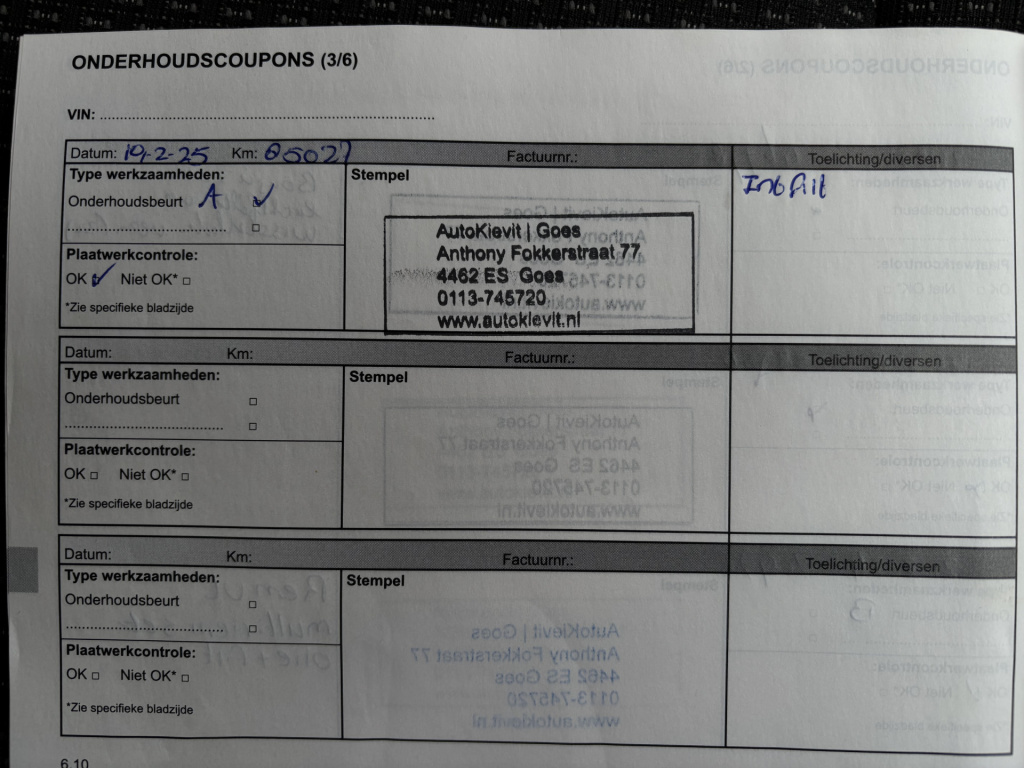 ONDERHOUDSCOUPONS (3/6)
VIN: ....................................................................
Datum: 19-2-25 Km: 85027 Factuurnr.: Toelichting/diversen
Type werkzaamheden: Stempel Int filt
Onderhoudsbeurt A ✓
........................................ □
Plaatwerkcontrole:
OK ✓ Niet OK* □
*Zie specifieke bladzijde
AutoKievit | Goes
Anthony Fokkerstraat 77
4462 ES Goes
0113-745720
www.autokievit.nl
Datum: Km: Factuurnr.: Toelichting/diversen
Type werkzaamheden: Stempel
Onderhoudsbeurt □
........................................ □
Plaatwerkcontrole:
OK □ Niet OK* □
*Zie specifieke bladzijde
Datum: Km: Factuurnr.: Toelichting/diversen
Type werkzaamheden: Stempel
Onderhoudsbeurt □
........................................ □
Plaatwerkcontrole:
OK □ Niet OK* □
*Zie specifieke bladzijde
6.10